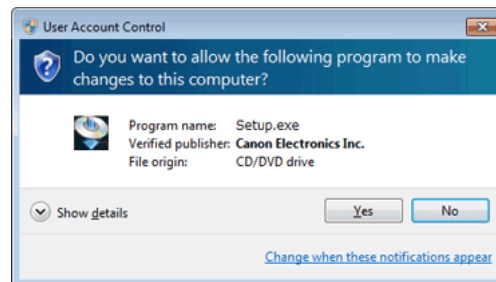 User Account Control
Do you want to allow the following program to make
changes to this computer?
Program name: Setup.exe
Verified publisher: Canon Electronics Inc.
File origin: CD/DVD drive
Show details
Yes
No
Change when these notifications appear